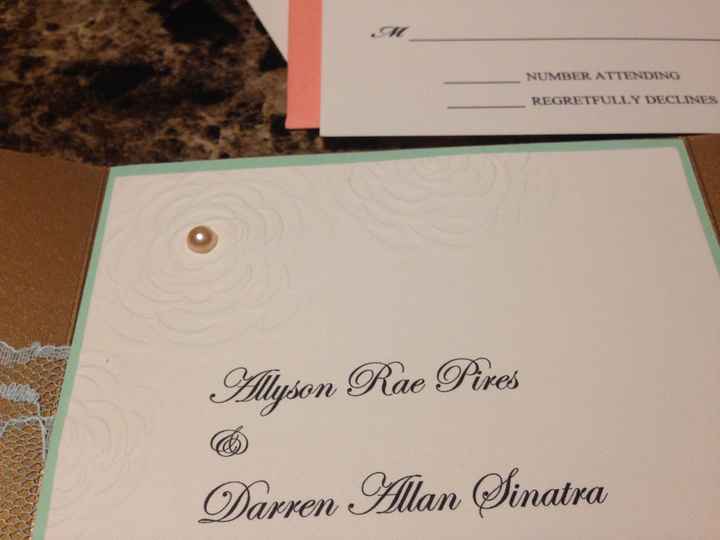 M
NUMBER ATTENDING
REGRETFULLY DECLINES
Allyson Rae Pires
&
Darren Allan Sinatra